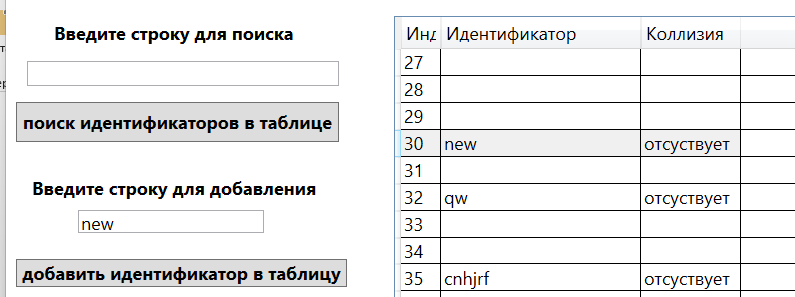 Введите строку для поиска
поиск идентификаторов в таблице
Введите строку для добавления
new
добавить идентификатор в таблицу
Инд Идентификатор Коллизия
27
28
29
30 new отсуствует
31
32 qw отсуствует
33
34
35 cnhjrf отсуствует